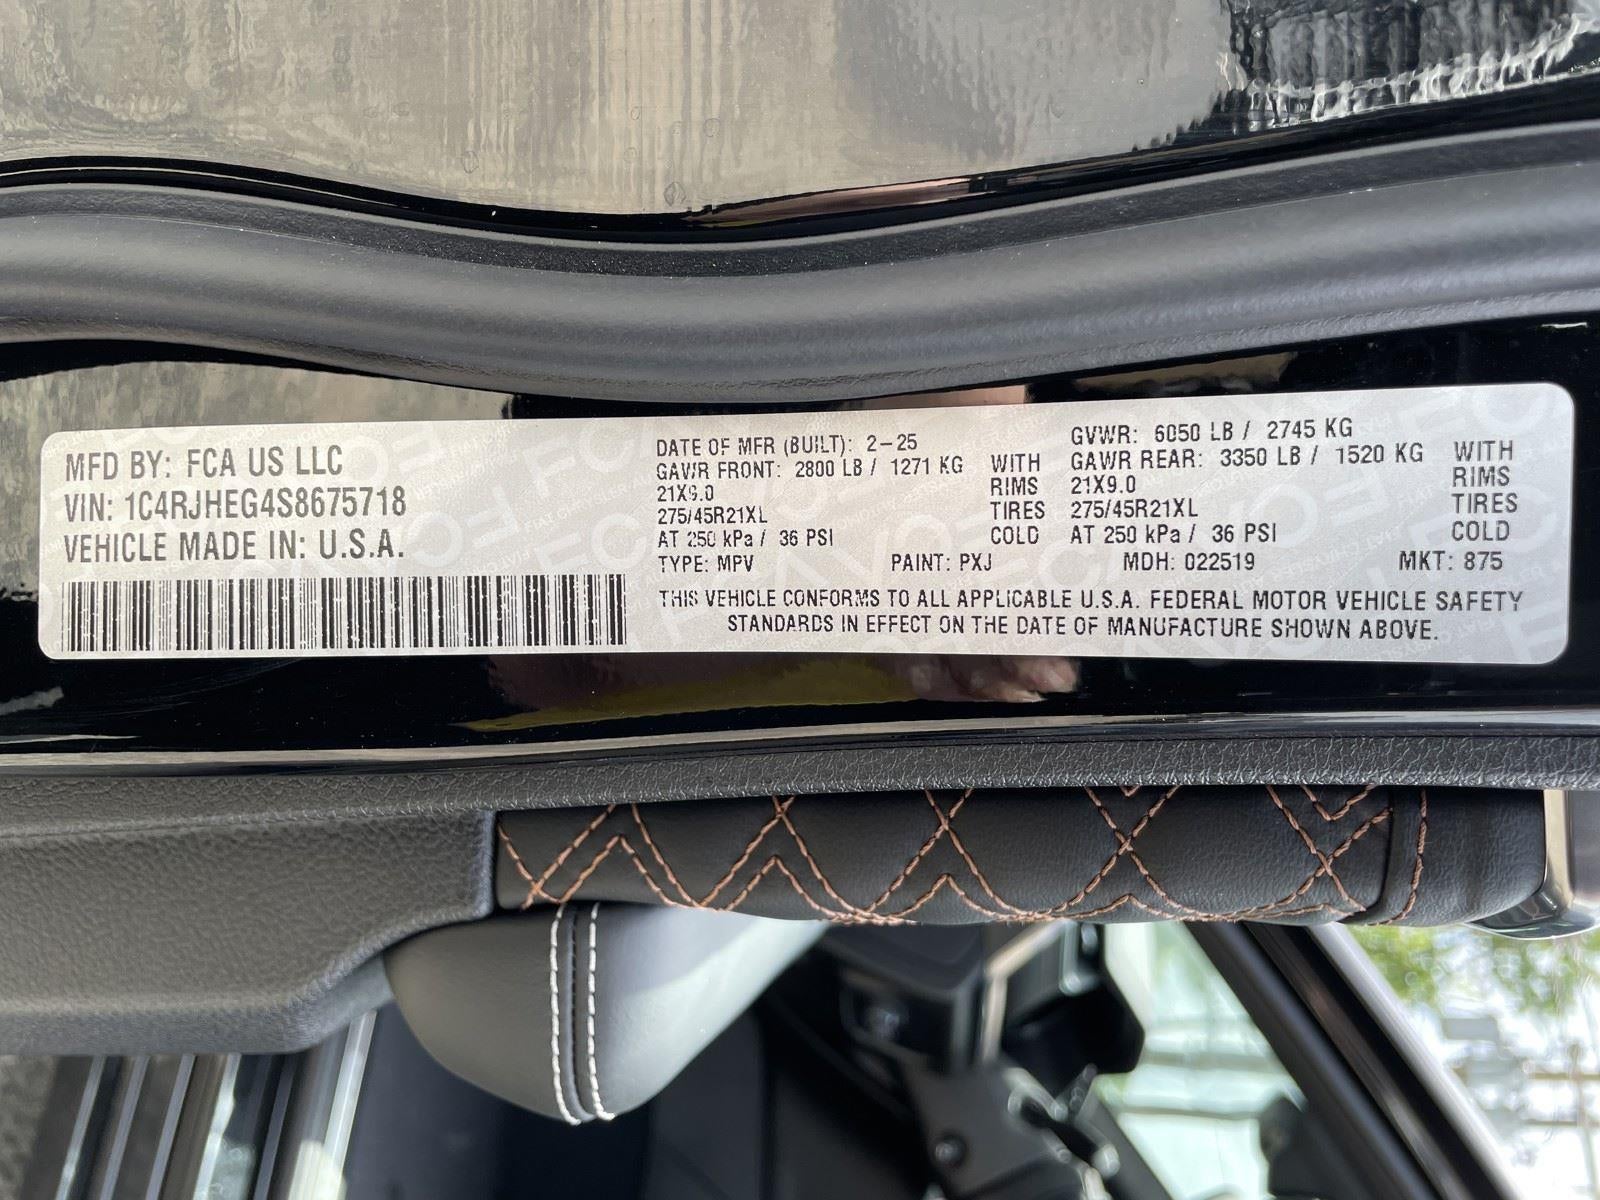 MFD BY: FCA US LLC
VIN: 1C4RJHEG4S8675718
VEHICLE MADE IN: U.S.A.
DATE OF MFR (BUILT): 2-25
GAWR FRONT: 2800 LB / 1271 KG WITH
21X9.0 RIMS
275/45R21XL TIRES
AT 250 kPa / 36 PSI COLD
GVWR: 6050 LB / 2745 KG
GAWR REAR: 3350 LB / 1520 KG WITH
21X9.0 RIMS
275/45R21XL TIRES
AT 250 kPa / 36 PSI COLD
TYPE: MPV PAINT: PXJ MDH: 022519 MKT: 875
THIS VEHICLE CONFORMS TO ALL APPLICABLE U.S.A. FEDERAL MOTOR VEHICLE SAFETY
STANDARDS IN EFFECT ON THE DATE OF MANUFACTURE SHOWN ABOVE.